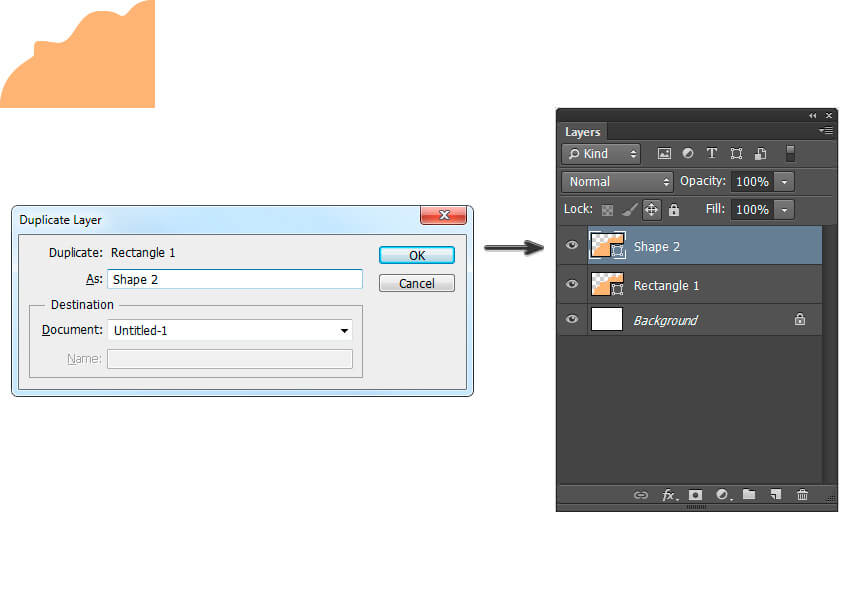 Duplicate Layer
Duplicate: Rectangle 1
As: Shape 2
OK
Cancel
Destination
Document: Untitled-1
Name:
Layers
Kind
Normal
Opacity: 100%
Lock:
Fill: 100%
Shape 2
Rectangle 1
Background
fx